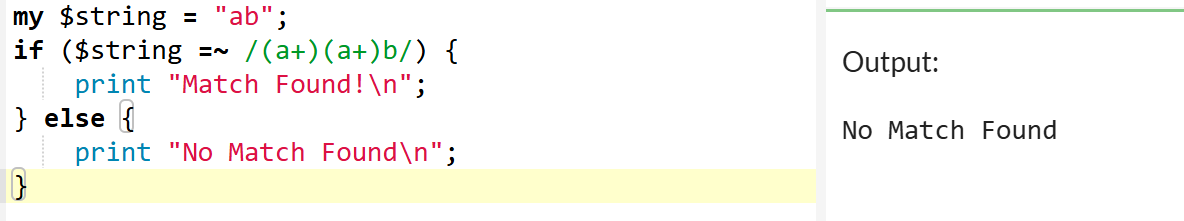 my $string = "ab";
if ($string =~ /(a+)(a+)b/) {
    print "Match Found!\n";
} else {
    print "No Match Found\n";
}
Output:
No Match Found